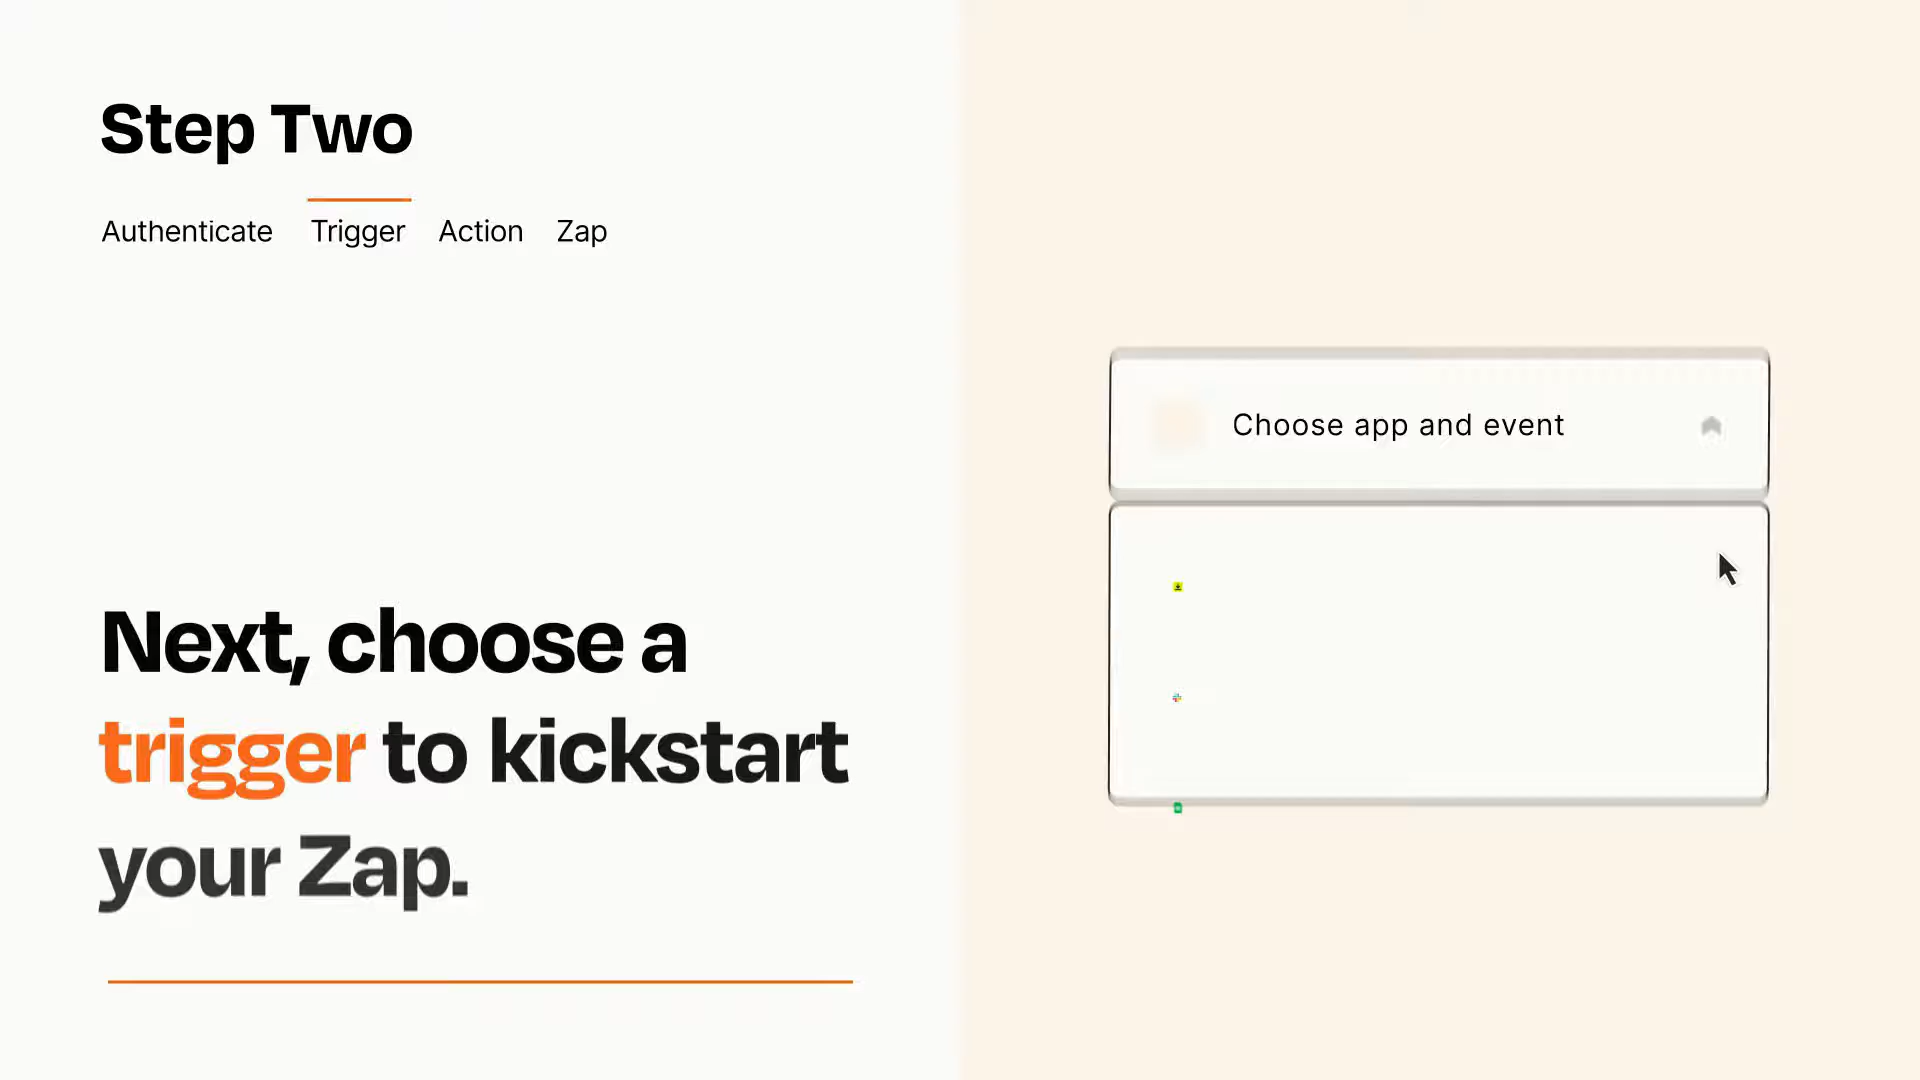 Step Two
Authenticate Trigger Action Zap
Next, choose a
trigger to kickstart
your Zap.
Choose app and event